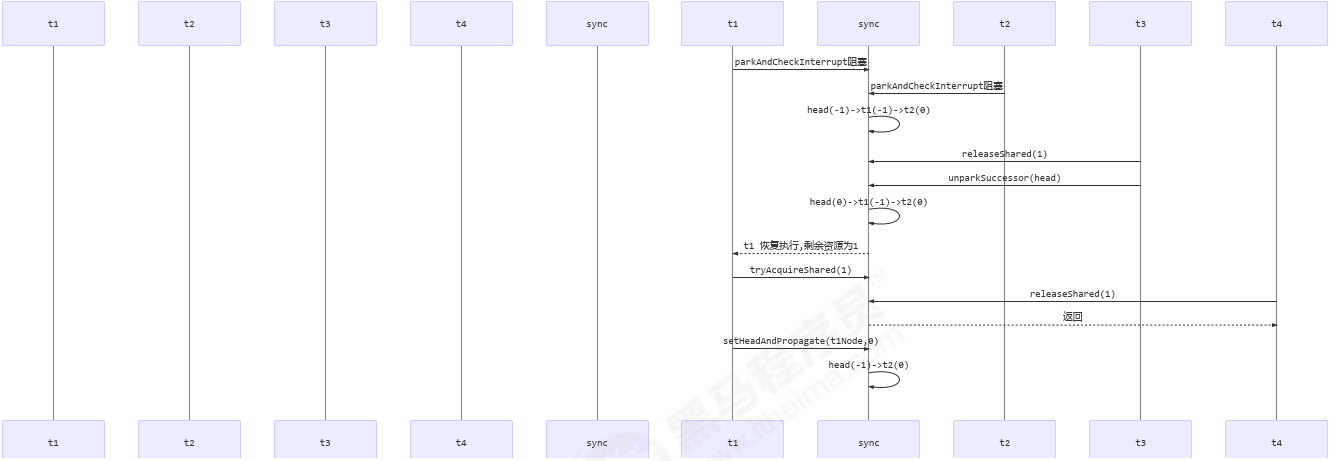 t1 t2 t3 t4 sync t1 sync t2 t3 t4
parkAndCheckInterrupt阻塞
parkAndCheckInterrupt阻塞
head(-1)->t1(-1)->t2(0)
releaseShared(1)
unparkSuccessor(head)
head(0)->t1(-1)->t2(0)
t1 恢复执行,剩余资源为1
tryAcquireShared(1)
releaseShared(1)
返回
setHeadAndPropagate(t1Node,0)
head(-1)->t2(0)
黑马程序员
www.itheima.com
t1 t2 t3 t4 sync t1 sync t2 t3 t4